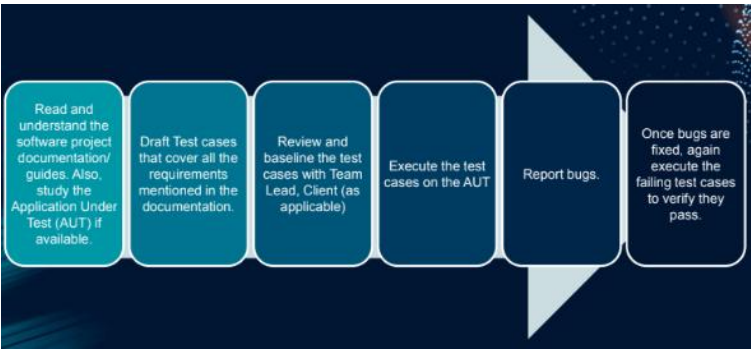 Read and
understand the
software project
documentation/
guides. Also,
study the
Application Under
Test (AUT) if
available.
Draft Test cases
that cover all the
requirements
mentioned in the
documentation.
Review and
baseline the test
cases with Team
Lead, Client (as
applicable)
Execute the test
cases on the AUT
Report bugs.
Once bugs are
fixed, again
execute the
failing test cases
to verify they
pass.